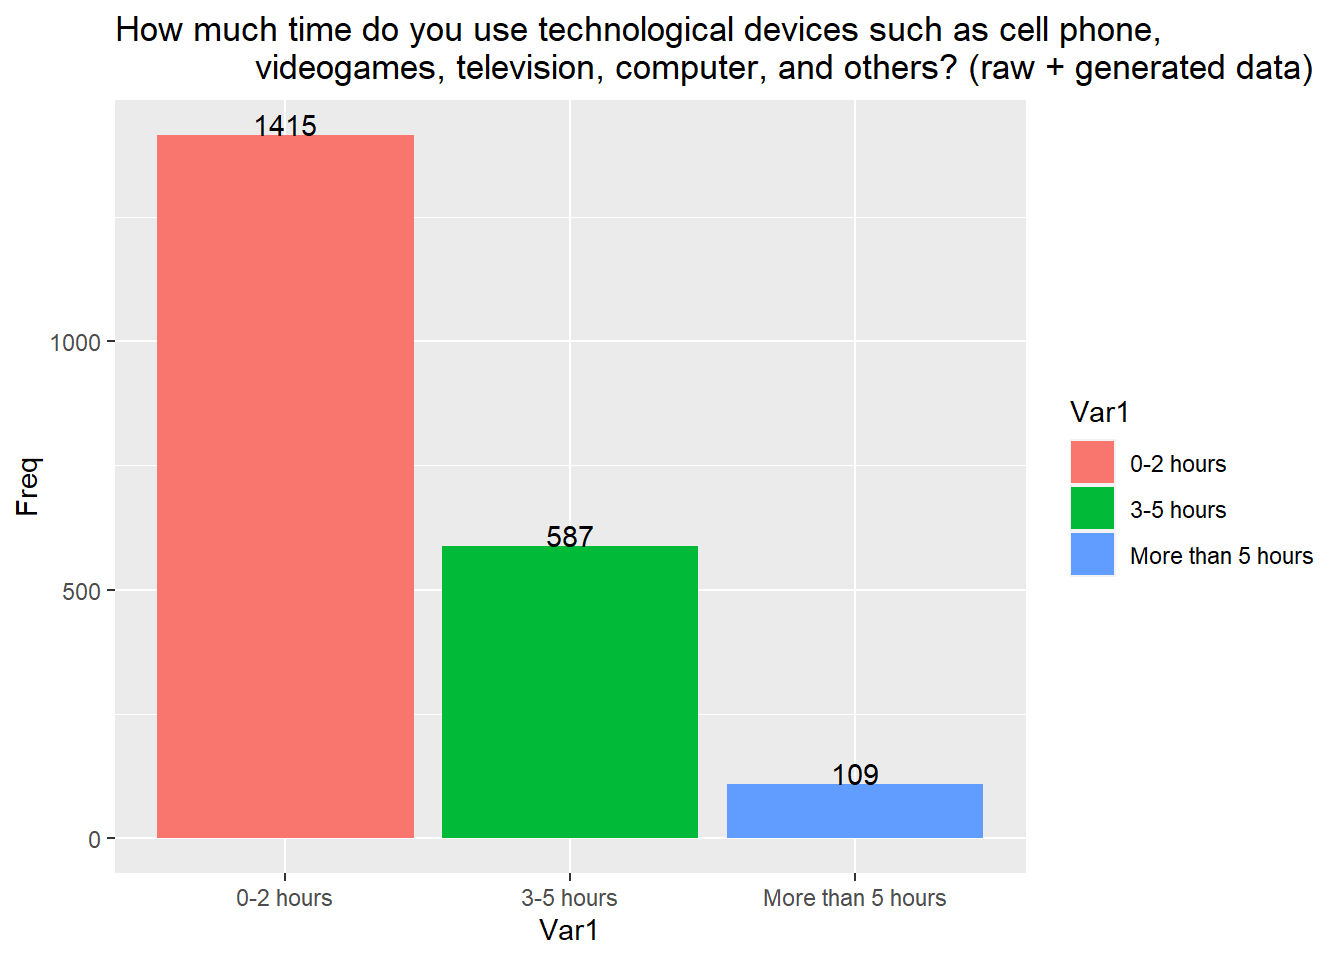 How much time do you use technological devices such as cell phone,
videogames, television, computer, and others? (raw + generated data)
1415
587
109
1000
500
0
Freq
0-2 hours
3-5 hours
More than 5 hours
Var1
Var1
0-2 hours
3-5 hours
More than 5 hours